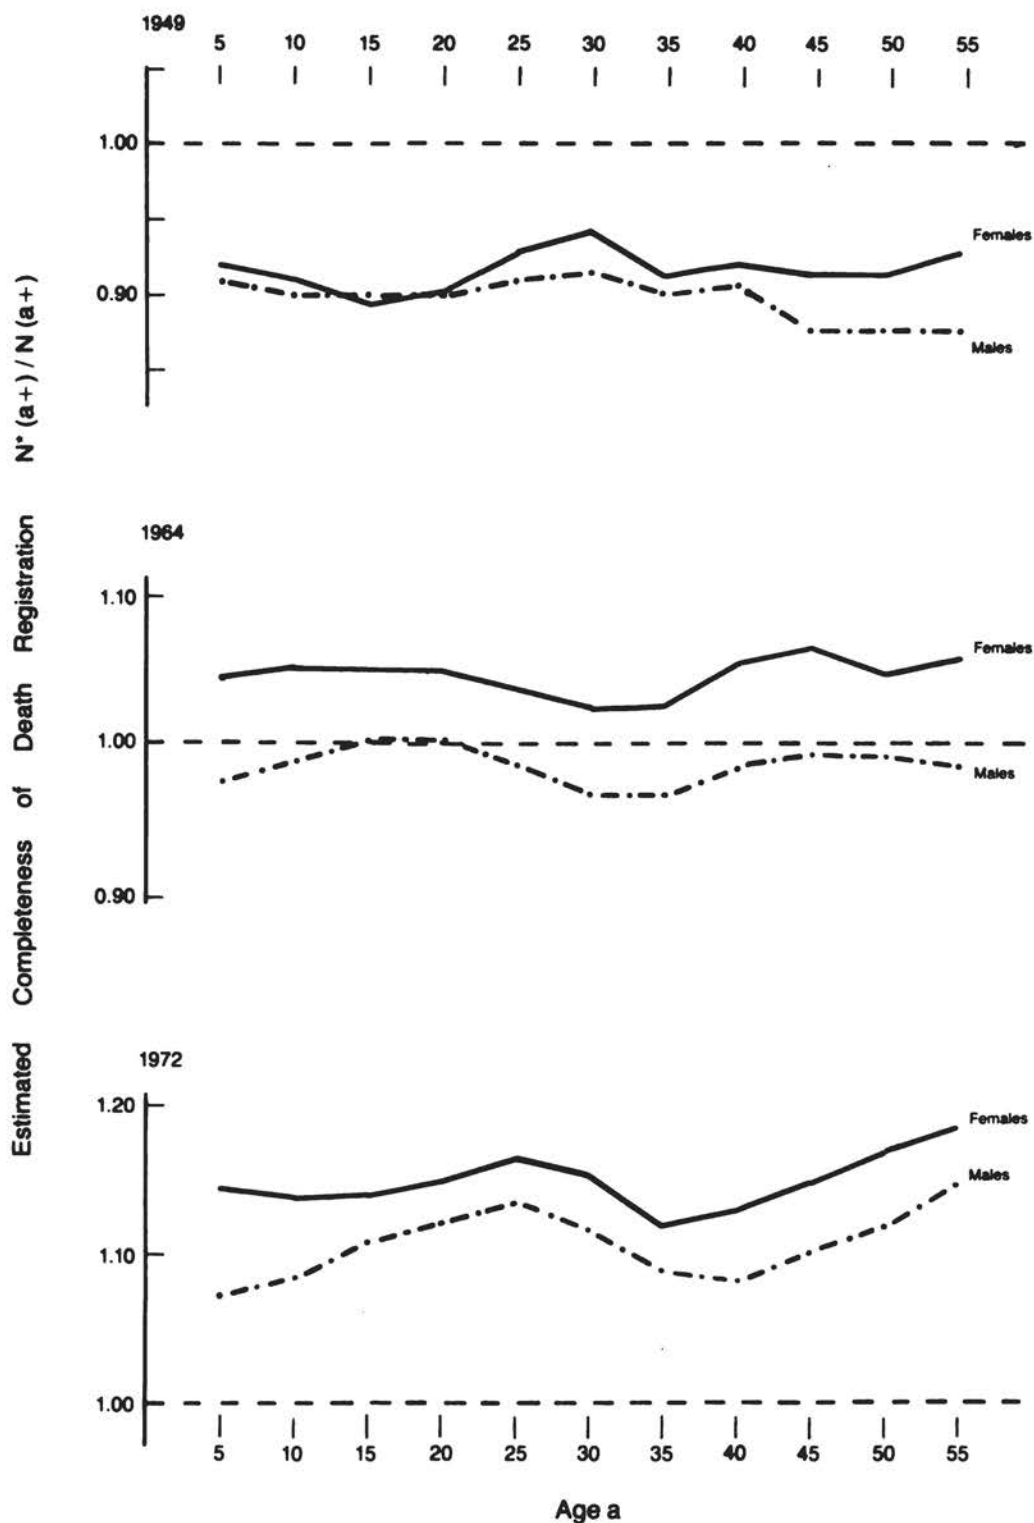 1949
5 10 15 20 25 30 35 40 45 50 55
1.00
Females
0.90
Males
1964
1.10
Females
1.00
Males
0.90
1972
1.20
Females
Males
1.10
1.00
5 10 15 20 25 30 35 40 45 50 55
Age a
Estimated Completeness of Death Registration N* (a+) / N (a+)